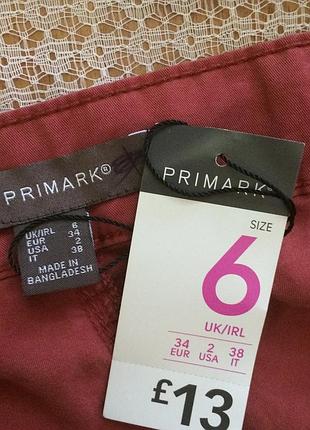 PRIMARK®
UK/IRL 6
EUR 34
USA 2
IT 38
MADE IN
BANGLADESH
PRIMARK®
SIZE
6
UK/IRL
34 2 38
EUR USA IT
£13